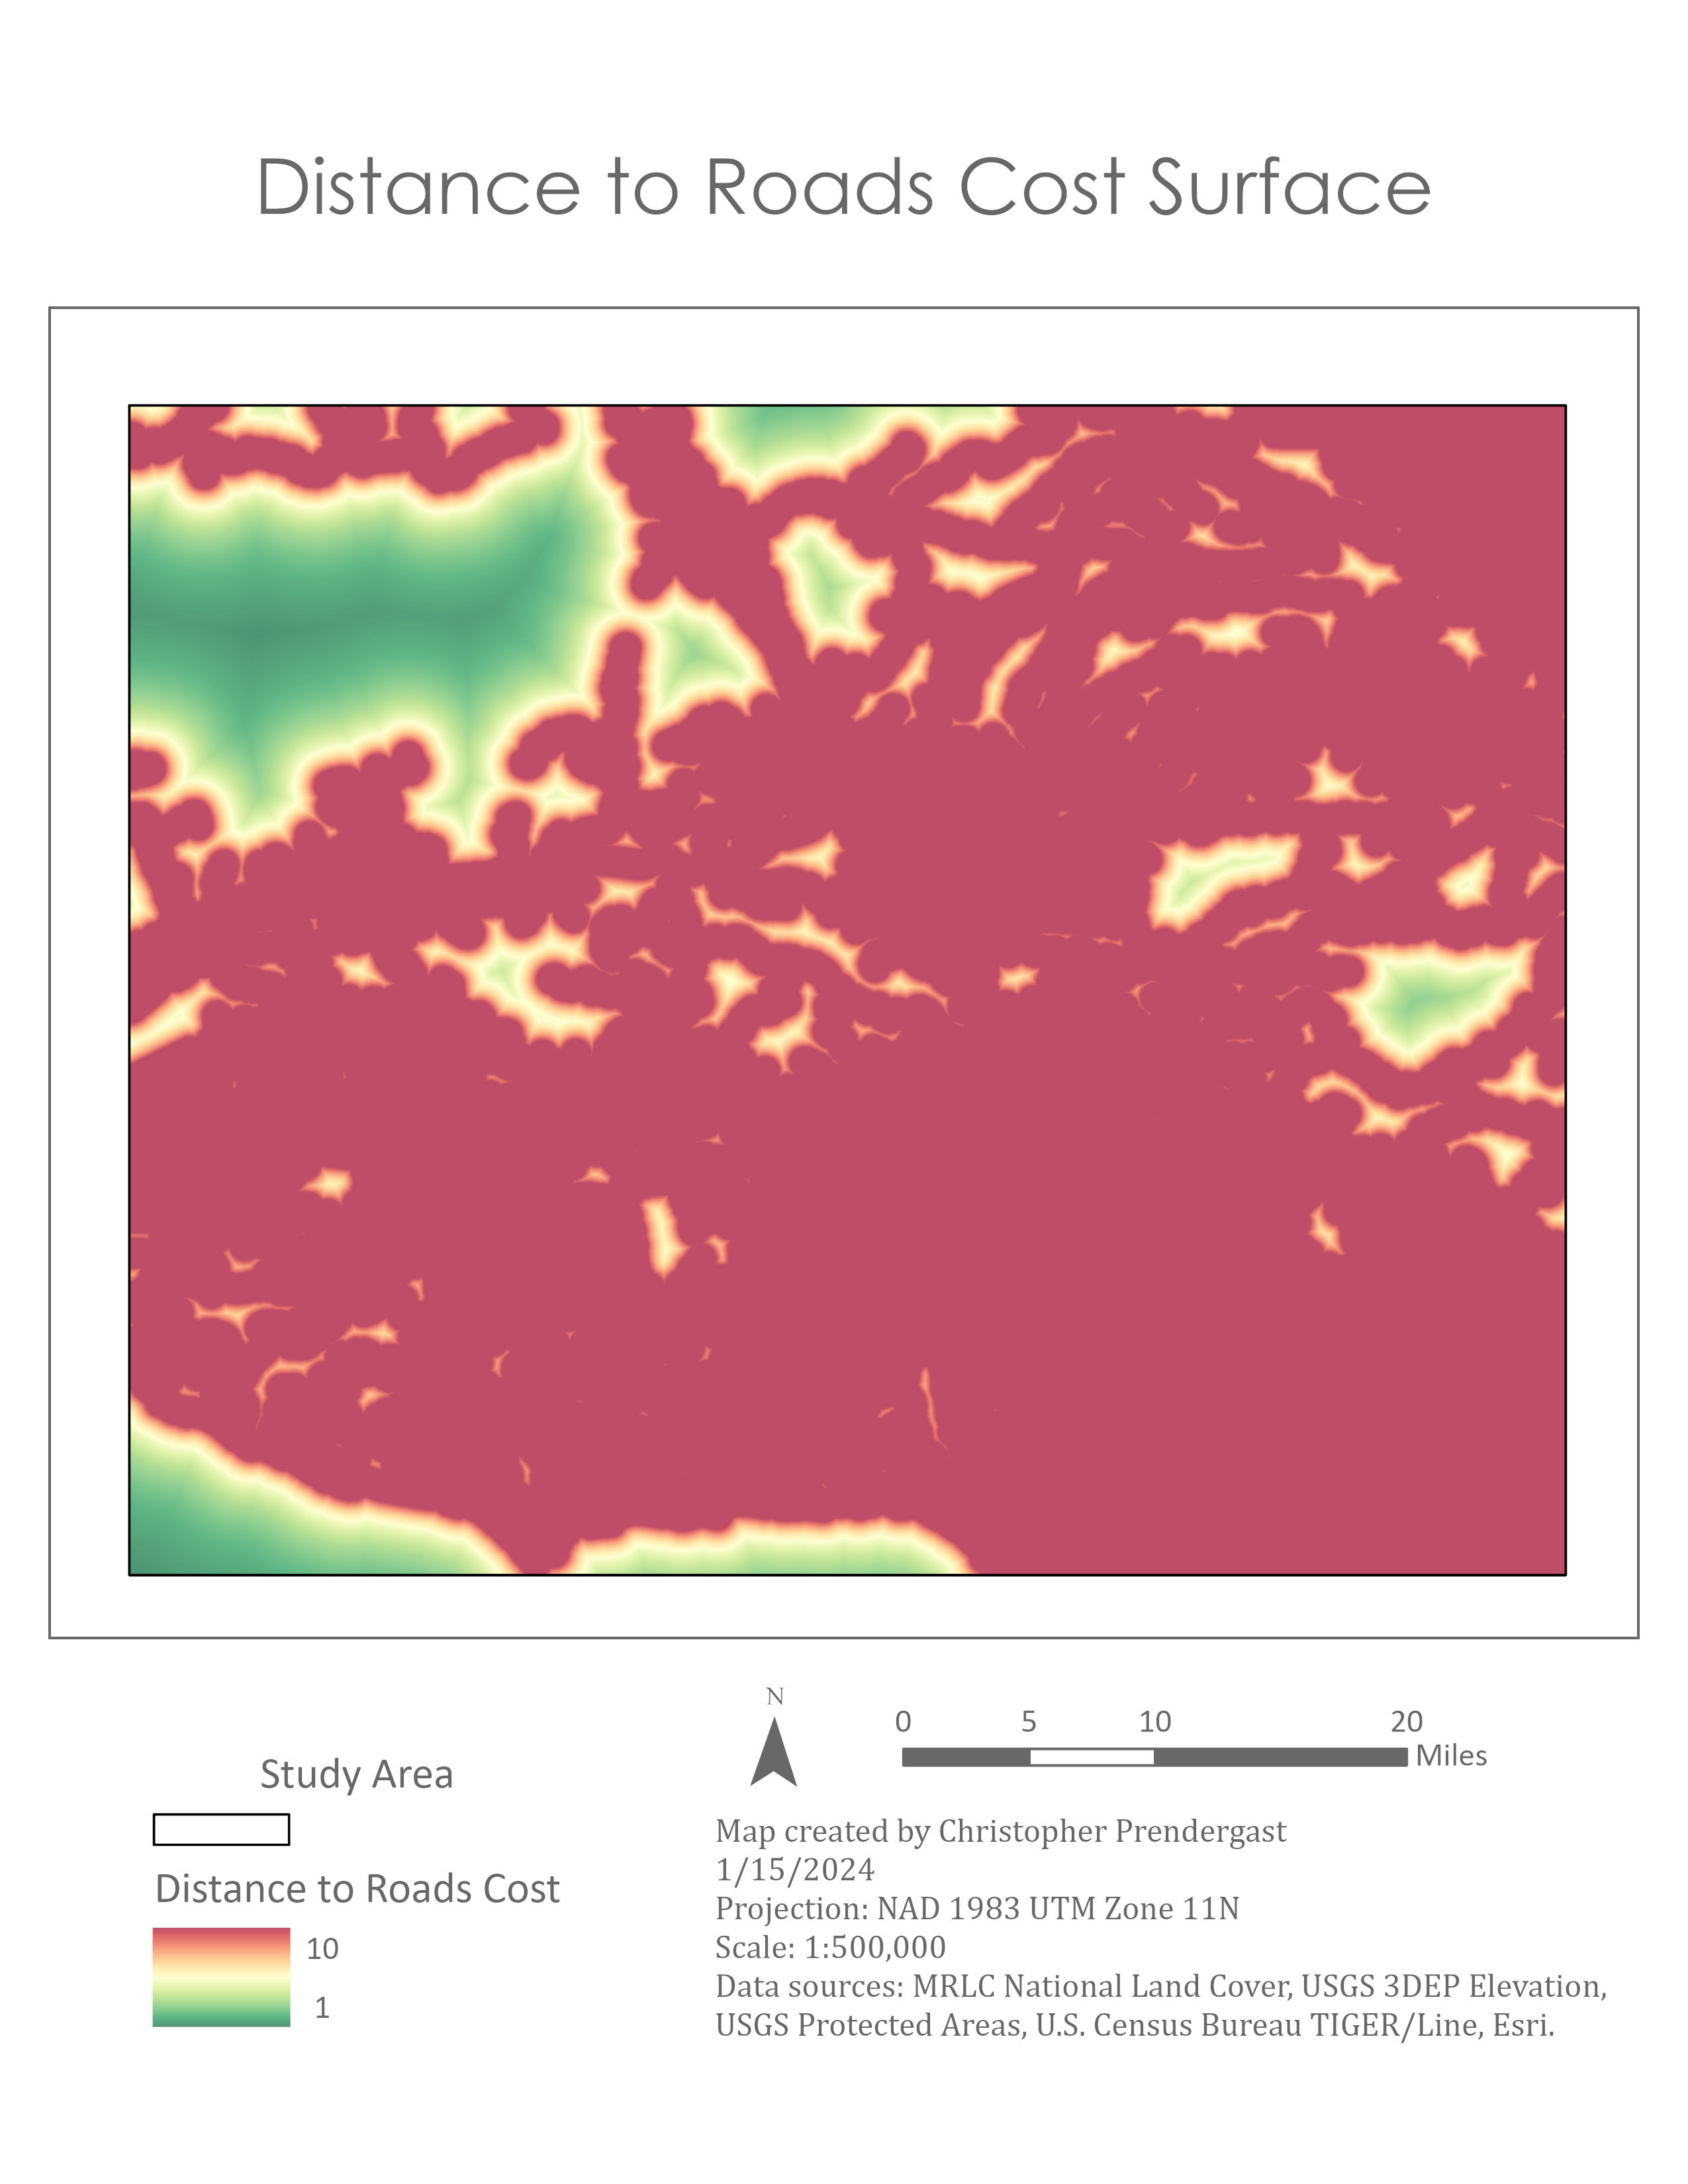 Distance to Roads Cost Surface
N
0 5 10 20
Miles
Study Area
Distance to Roads Cost
10
1
Map created by Christopher Prendergast
1/15/2024
Projection: NAD 1983 UTM Zone 11N
Scale: 1:500,000
Data sources: MRLC National Land Cover, USGS 3DEP Elevation,
USGS Protected Areas, U.S. Census Bureau TIGER/Line, Esri.